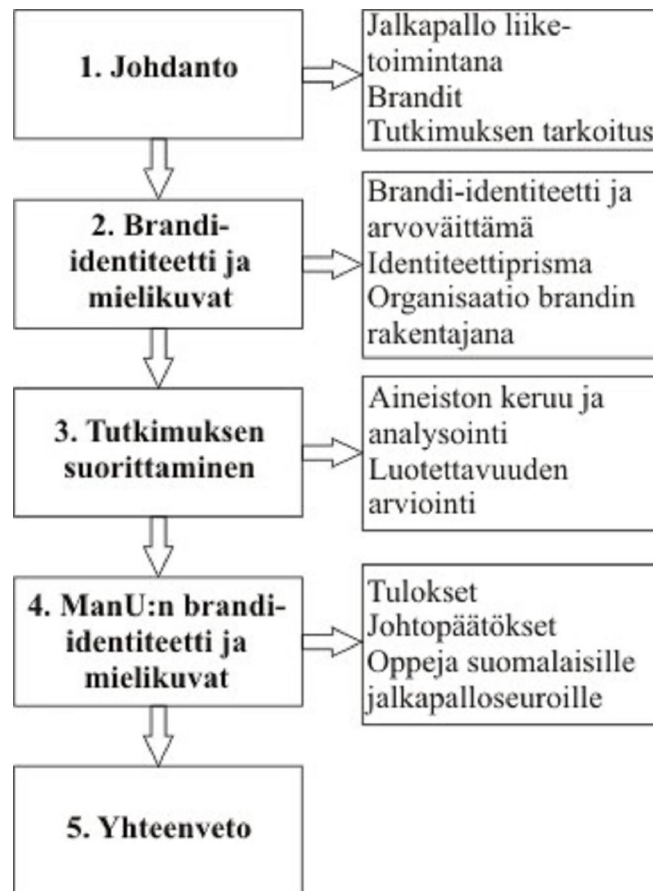 1. Johdanto
Jalkapallo liike-
toimintana
Brandit
Tutkimuksen tarkoitus
2. Brandi-
identiteetti ja
mielikuvat
Brandi-identiteetti ja
arvoväittämä
Identiteettiprisma
Organisaatio brandin
rakentajana
3. Tutkimuksen
suorittaminen
Aineiston keruu ja
analysointi
Luotettavuuden
arviointi
4. ManU:n brandi-
identiteetti ja
mielikuvat
Tulokset
Johtopäätökset
Oppeja suomalaisille
jalkapalloseuroille
5. Yhteenveto